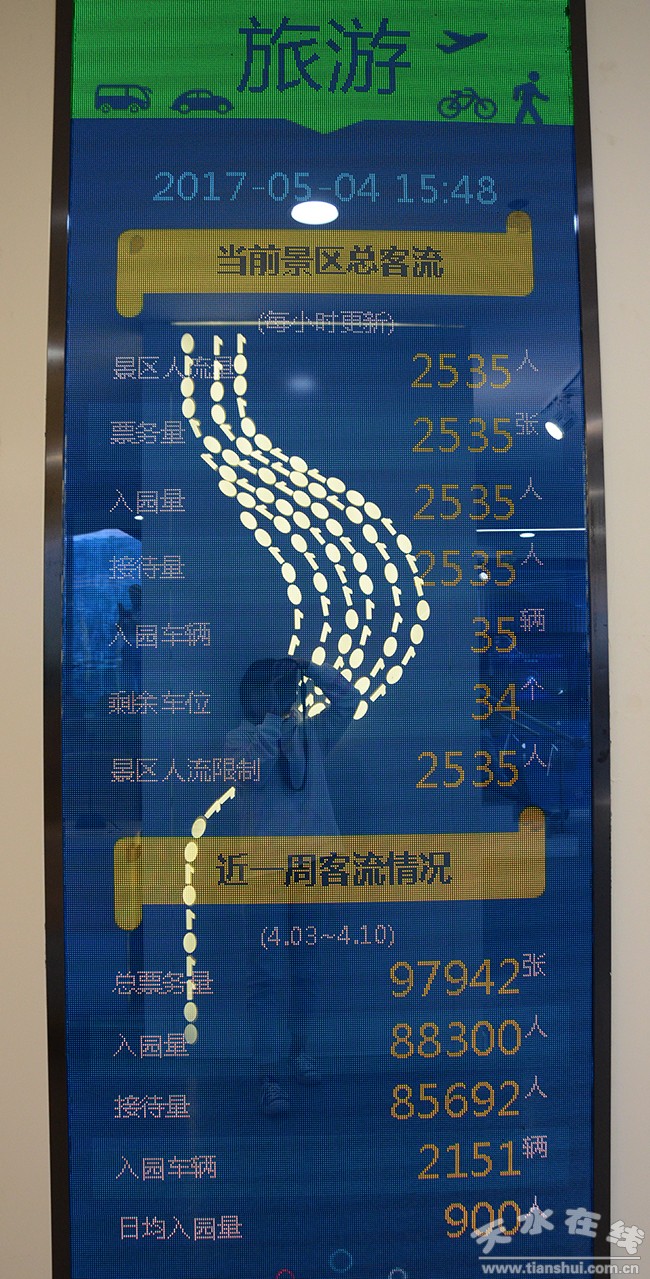 旅游
2017-05-04 15:48
当前景区总客流
(每小时更新)
景区人流量 2535人
票务量 2535张
入园量 2535人
接待量 2535人
入园车辆 35辆
剩余车位 34个
景区人流限制 2535人
近一周客流情况
(4.03~4.10)
总票务量 97942张
入园量 88300人
接待量 85692人
入园车辆 2151辆
日均入园量 900人
天水在线
www.tianshui.com.cn